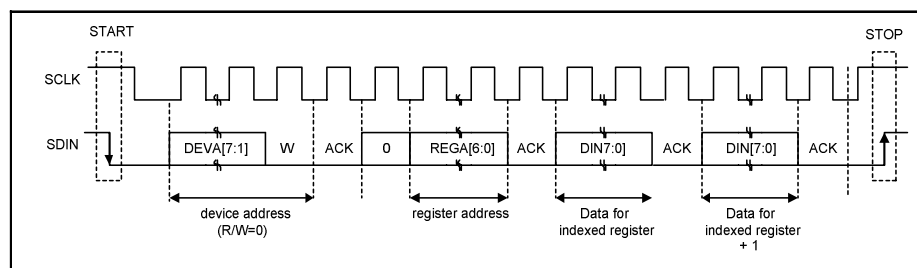 START
STOP
SCLK
SDIN
DEVA[7:1] W ACK 0 REGA[6:0] ACK DIN7:0] ACK DIN[7:0] ACK
device address
(R/W=0)
register address
Data for
indexed register
Data for
indexed register
+ 1